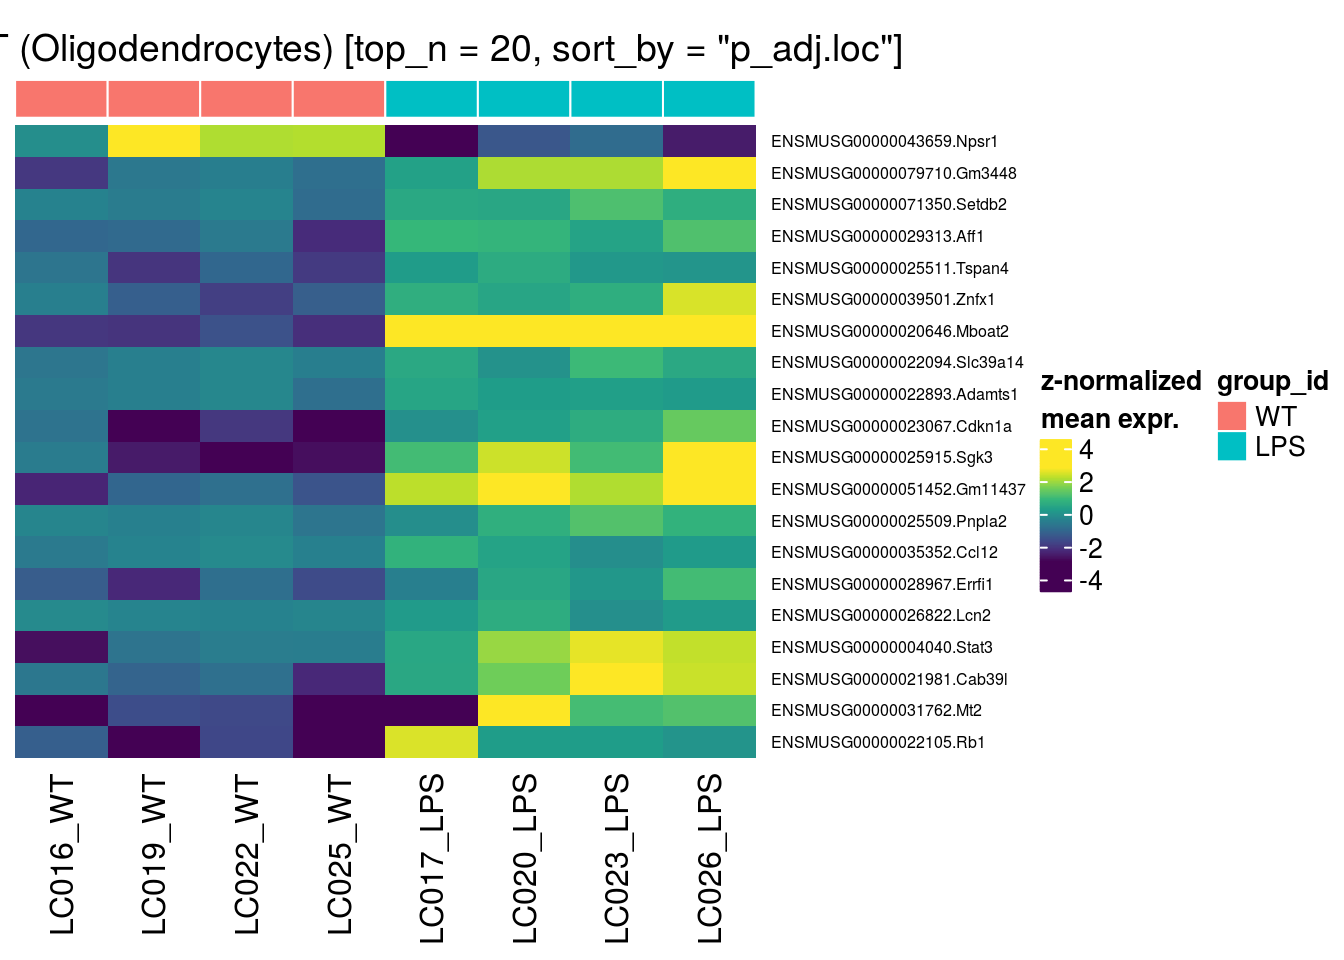 (Oligodendrocytes) [top_n = 20, sort_by = "p_adj.loc"]
ENSMUSG00000043659.Npsr1
ENSMUSG00000079710.Gm3448
ENSMUSG00000071350.Setdb2
ENSMUSG00000029313.Aff1
ENSMUSG00000025511.Tspan4
ENSMUSG00000039501.Znfx1
ENSMUSG00000020646.Mboat2
ENSMUSG00000022094.Slc39a14
ENSMUSG00000022893.Adamts1
ENSMUSG00000023067.Cdkn1a
ENSMUSG00000025915.Sgk3
ENSMUSG00000051452.Gm11437
ENSMUSG00000025509.Pnpla2
ENSMUSG00000035352.Ccl12
ENSMUSG00000028967.Errfi1
ENSMUSG00000026822.Lcn2
ENSMUSG00000004040.Stat3
ENSMUSG00000021981.Cab39l
ENSMUSG00000031762.Mt2
ENSMUSG00000022105.Rb1
LC016_WT
LC019_WT
LC022_WT
LC025_WT
LC017_LPS
LC020_LPS
LC023_LPS
LC026_LPS
z-normalized
mean expr.
4
2
0
-2
-4
group_id
WT
LPS